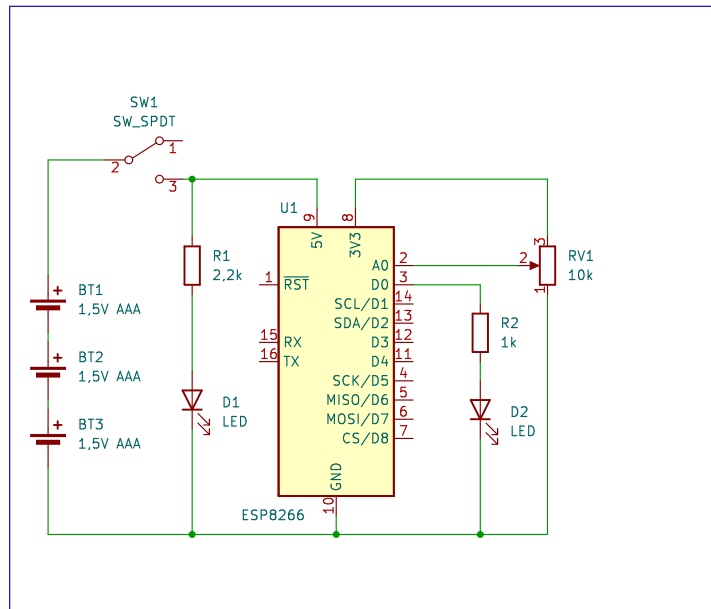 SW1
SW_SPDT
1
2
3
U1
9
8
5V
3V3
R1
2,2k
A0
2
2
3
RV1
10k
1
D0
3
1
RST
SCL/D1
14
SDA/D2
13
R2
1k
BT1
1,5V AAA
15
RX
D3
12
16
TX
D4
11
BT2
1,5V AAA
SCK/D5
4
MISO/D6
5
MOSI/D7
6
CS/D8
7
D1
LED
D2
LED
BT3
1,5V AAA
GND
10
ESP8266